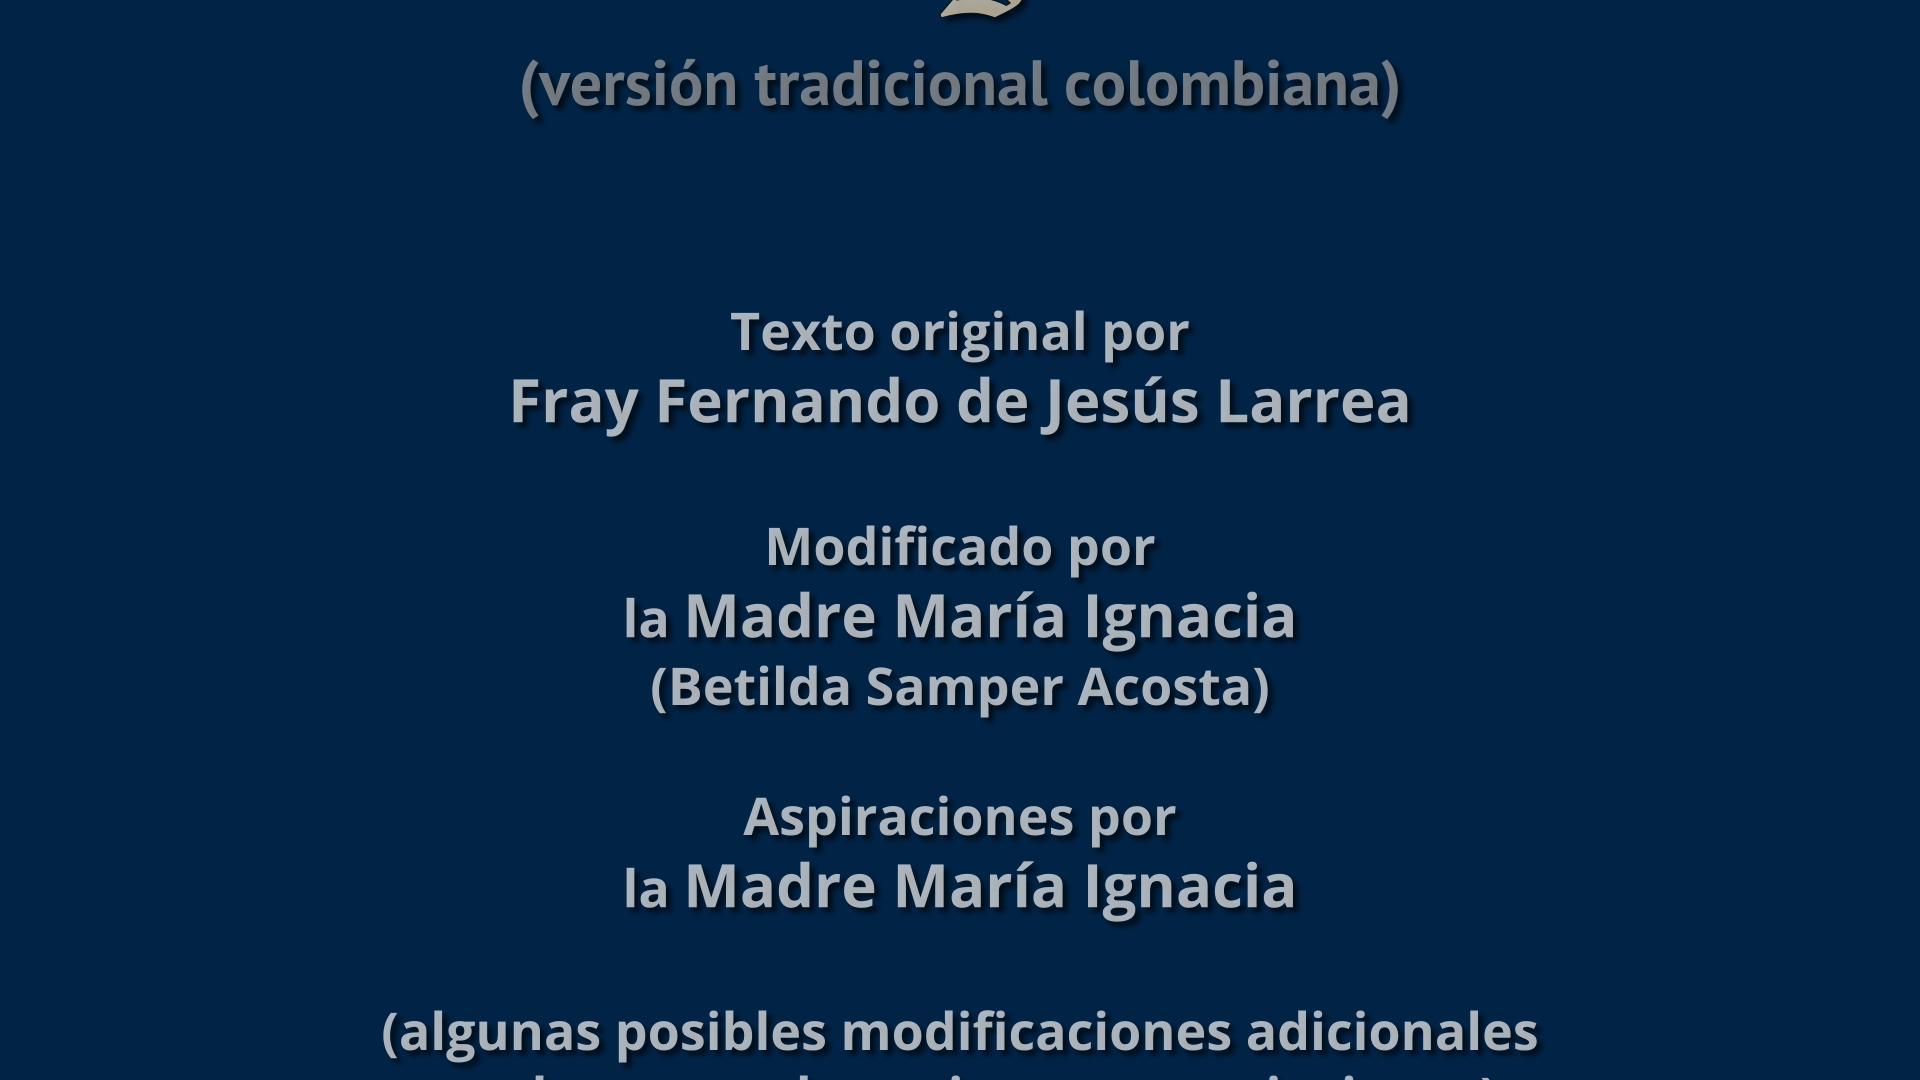 (versión tradicional colombiana)
Texto original por
Fray Fernando de Jesús Larrea
Modificado por
la Madre María Ignacia
(Betilda Samper Acosta)
Aspiraciones por
la Madre María Ignacia
(algunas posibles modificaciones adicionales